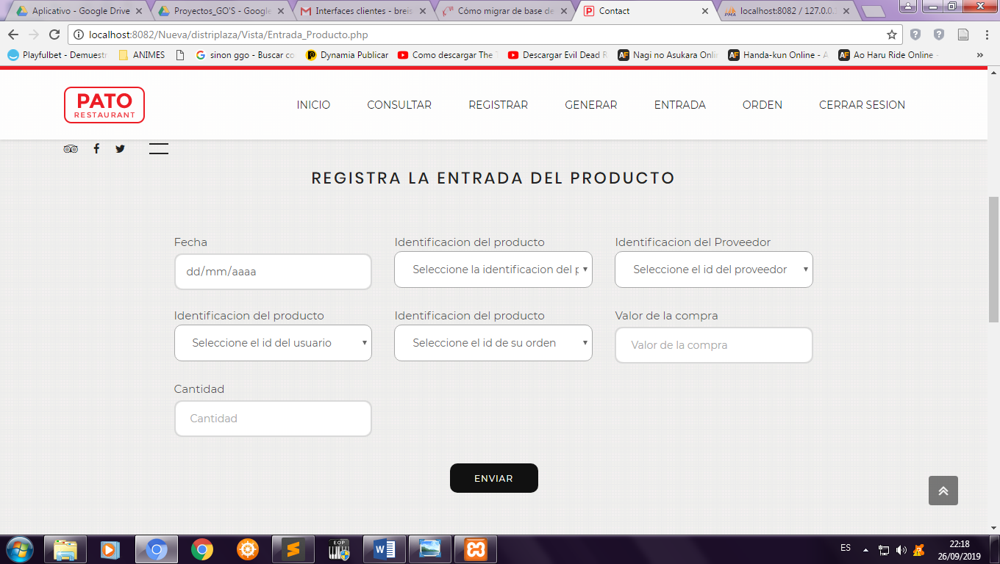 Aplicativo - Google Drive
Proyectos_GO'S - Google
Interfaces clientes - breis
Cómo migrar de base de
Contact
localhost:8082 / 127.0.0.
localhost:8082/Nueva/distriplaza/Vista/Entrada_Producto.php
Playfulbet - Demuestr
ANIMES
sinon ggo - Buscar co
Dynamia Publicar
Como descargar The
Descargar Evil Dead R
Nagi no Asukara Onli
Handa-kun Online - A
Ao Haru Ride Online -
PATO
RESTAURANT
INICIO
CONSULTAR
REGISTRAR
GENERAR
ENTRADA
ORDEN
CERRAR SESION
REGISTRA LA ENTRADA DEL PRODUCTO
Fecha
Identificacion del producto
Identificacion del Proveedor
dd/mm/aaaa
Seleccione la identificacion del p
Seleccione el id del proveedor
Identificacion del producto
Identificacion del producto
Valor de la compra
Seleccione el id del usuario
Seleccione el id de su orden
Valor de la compra
Cantidad
Cantidad
ENVIAR
EOP
ES
22:18
26/09/2019